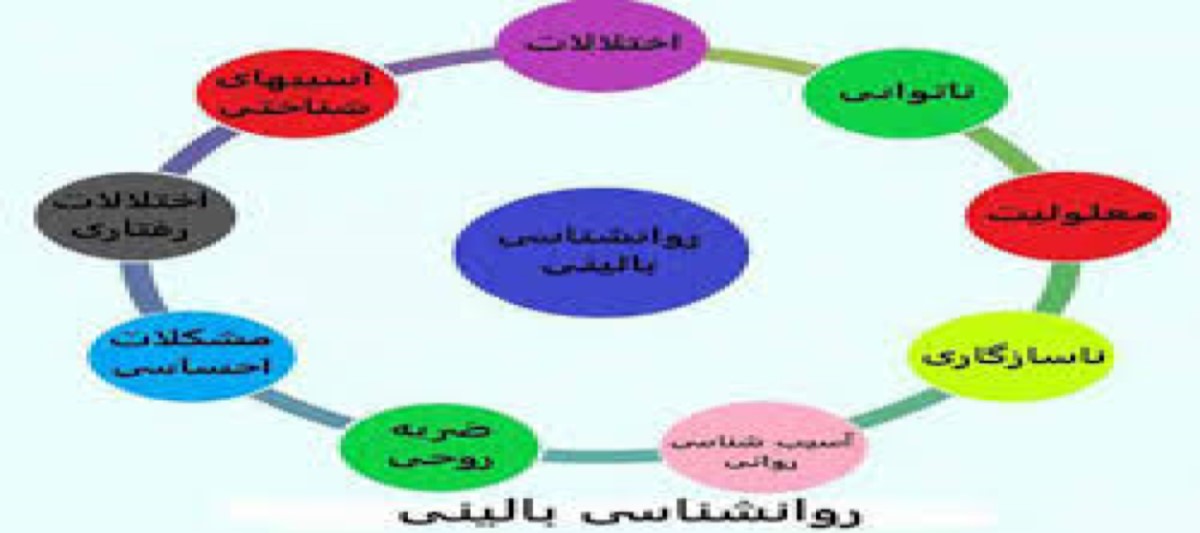 اختلالات
ناتوانی
معلولیت
ناسازگاری
آسیب شناسی
روانی
ضربه
روحی
مشکلات
احساسی
اختلالات
رفتاری
آسیبهای
شناختی
روانشناسی
بالینی
روانشناسی بالینی